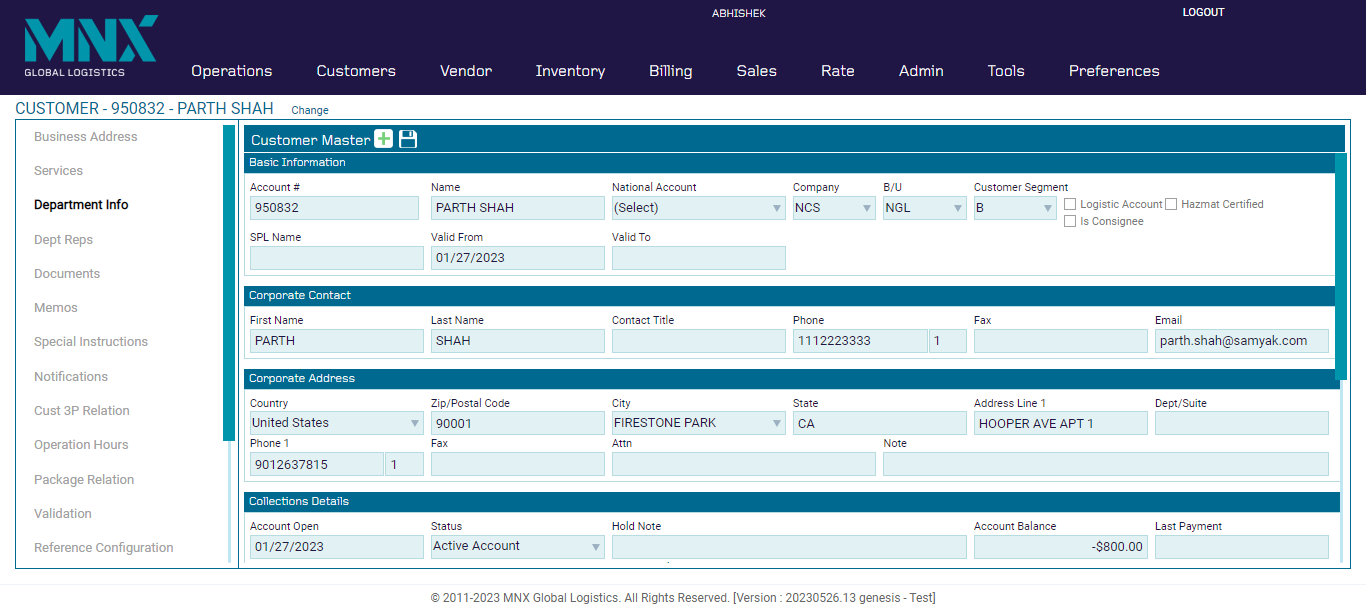 ABHISHEK
LOGOUT
MNX
GLOBAL LOGISTICS
Operations Customers Vendor Inventory Billing Sales Rate Admin Tools Preferences
CUSTOMER - 950832 - PARTH SHAH Change
Business Address
Services
Department Info
Dept Reps
Documents
Memos
Special Instructions
Notifications
Cust 3P Relation
Operation Hours
Package Relation
Validation
Reference Configuration
Customer Master
Basic Information
Account # Name National Account Company B/U Customer Segment
950832 PARTH SHAH (Select) NCS NGL B
Logistic Account Hazmat Certified
Is Consignee
SPL Name Valid From Valid To
01/27/2023
Corporate Contact
First Name Last Name Contact Title Phone Fax Email
PARTH SHAH 1112223333 1 parth.shah@samyak.com
Corporate Address
Country Zip/Postal Code City State Address Line 1 Dept/Suite
United States 90001 FIRESTONE PARK CA HOOPER AVE APT 1
Phone 1 Fax Attn Note
9012637815 1
Collections Details
Account Open Status Hold Note Account Balance Last Payment
01/27/2023 Active Account -$800.00
© 2011-2023 MNX Global Logistics. All Rights Reserved. [Version : 20230526.13 genesis - Test]